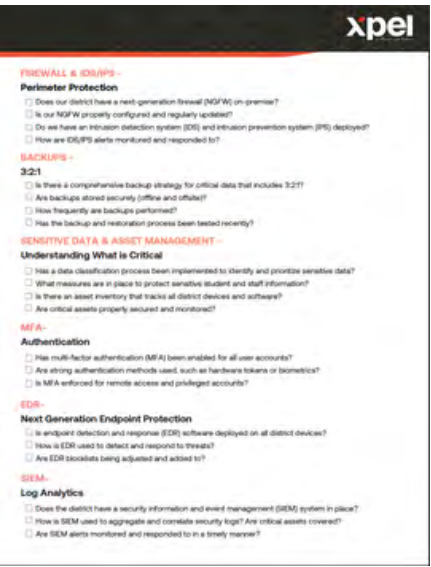 xpel
FIREWALL & IDS/IPS -
Perimeter Protection
Does our district have a next-generation firewall (NGFW) on-premise?
Is our NGFW properly configured and regularly updated?
Do we have an intrusion detection system (IDS) and intrusion prevention system (IPS) deployed?
How are IDS/IPS alerts monitored and responded to?
BACKUPS -
3:2:1
Is there a comprehensive backup strategy for critical data that includes 3:2:1?
Are backups stored securely (offline and offsite)?
How frequently are backups performed?
Has the backup and restoration process been tested recently?
SENSITIVE DATA & ASSET MANAGEMENT -
Understanding What is Critical
Has a data classification process been implemented to identify and prioritize sensitive data?
What measures are in place to protect sensitive student and staff information?
Is there an asset inventory that tracks all district devices and software?
Are critical assets properly secured and monitored?
MFA-
Authentication
Has multi-factor authentication (MFA) been enabled for all user accounts?
Are strong authentication methods used, such as hardware tokens or biometrics?
Is MFA enforced for remote access and privileged accounts?
EDR-
Next Generation Endpoint Protection
Is endpoint detection and response (EDR) software deployed on all district devices?
How is EDR used to detect and respond to threats?
Are EDR blocklists being adjusted and added to?
SIEM-
Log Analytics
Does the district have a security information and event management (SIEM) system in place?
How is SIEM used to aggregate and correlate security logs? Are critical assets covered?
Are SIEM alerts monitored and responded to in a timely manner?